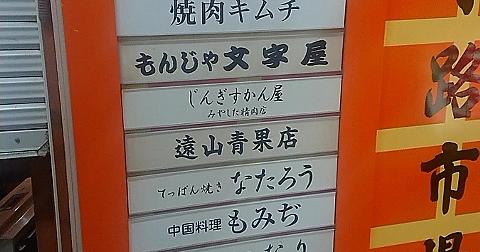 焼肉キムチ
もんじゃ文字屋
じんぎすかん屋
みやした精肉店
遠山青果店
てっぱん焼き なたろう
中国料理 もみぢ
路市場